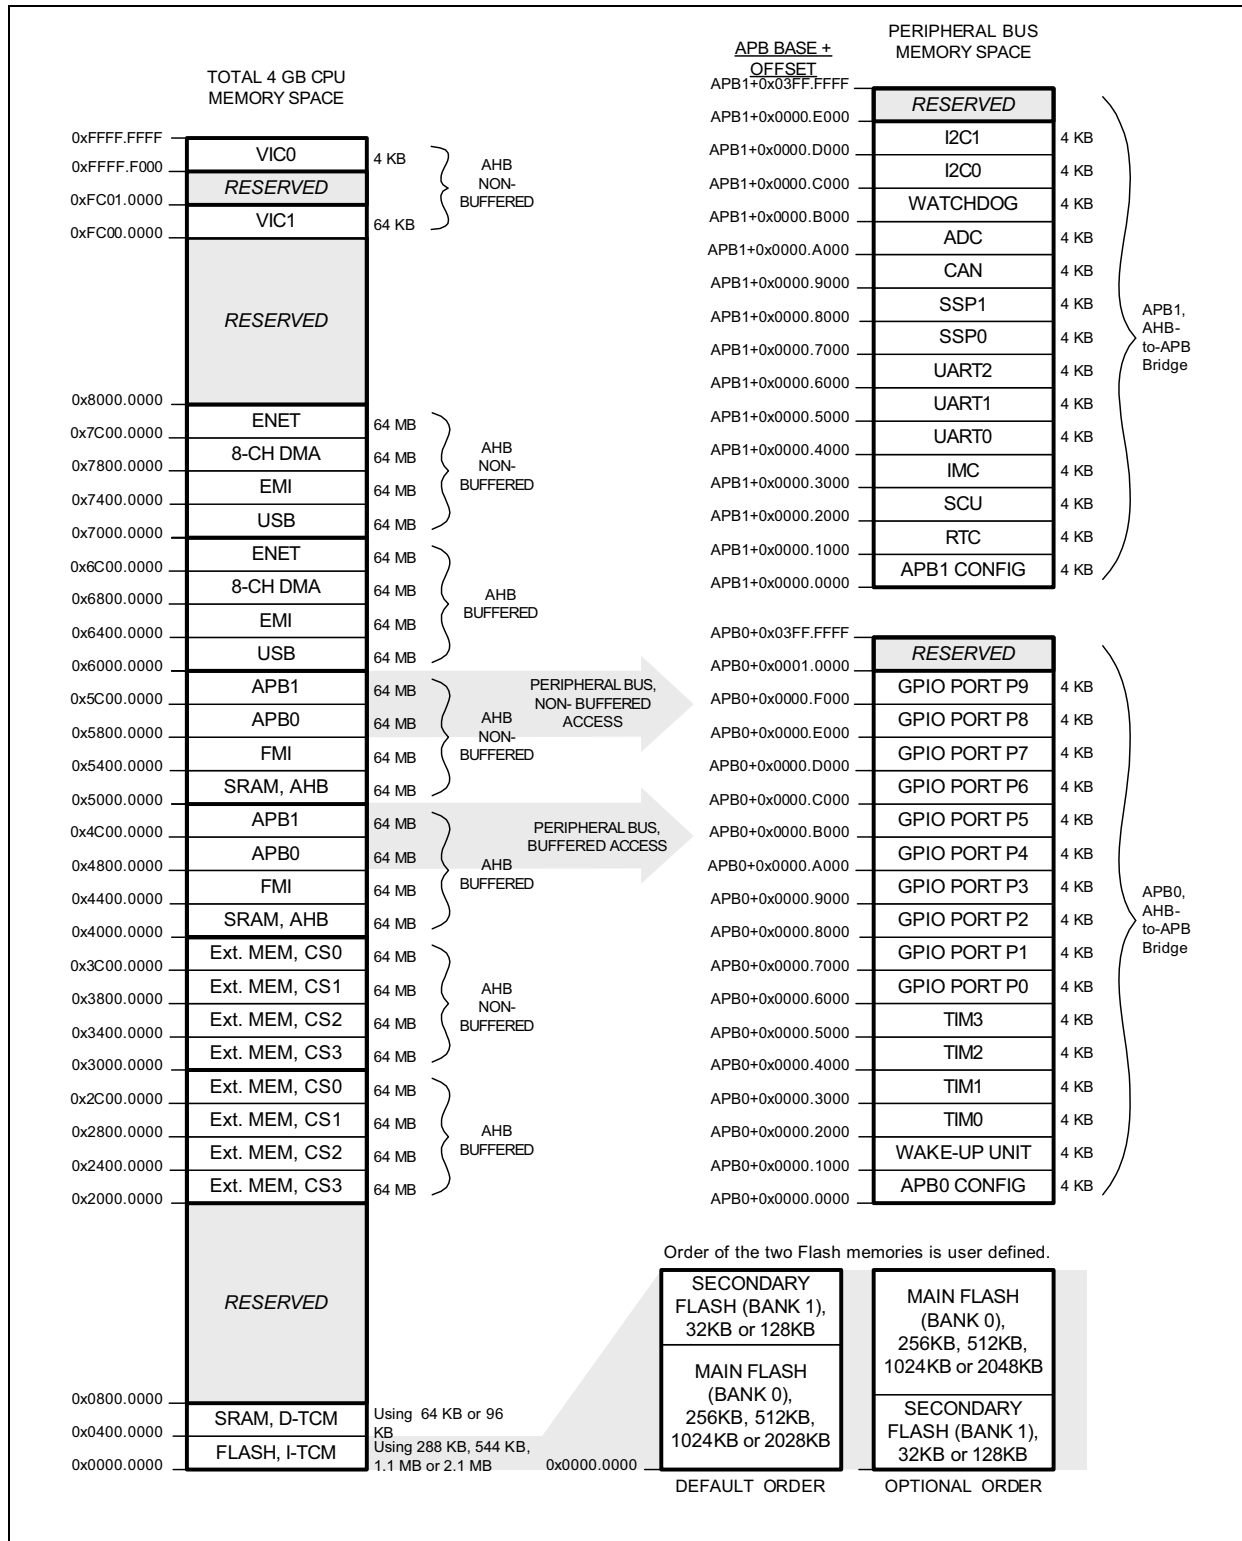 TOTAL 4 GB CPU
MEMORY SPACE
0xFFFF.FFFF
VIC0
4 KB
0xFFFF.F000
RESERVED
0xFC01.0000
VIC1
64 KB
0xFC00.0000
AHB
NON-
BUFFERED
RESERVED
0x8000.0000
ENET
64 MB
0x7C00.0000
8-CH DMA
64 MB
0x7800.0000
EMI
64 MB
0x7400.0000
USB
64 MB
0x7000.0000
AHB
NON-
BUFFERED
ENET
64 MB
0x6C00.0000
8-CH DMA
64 MB
0x6800.0000
EMI
64 MB
0x6400.0000
USB
64 MB
0x6000.0000
AHB
BUFFERED
APB1
64 MB
0x5C00.0000
APB0
64 MB
0x5800.0000
FMI
64 MB
0x5400.0000
SRAM, AHB
64 MB
0x5000.0000
AHB
NON-
BUFFERED
PERIPHERAL BUS,
NON- BUFFERED
ACCESS
APB1
64 MB
0x4C00.0000
APB0
64 MB
0x4800.0000
FMI
64 MB
0x4400.0000
SRAM, AHB
64 MB
0x4000.0000
AHB
BUFFERED
PERIPHERAL BUS,
BUFFERED ACCESS
Ext. MEM, CS0
64 MB
0x3C00.0000
Ext. MEM, CS1
64 MB
0x3800.0000
Ext. MEM, CS2
64 MB
0x3400.0000
Ext. MEM, CS3
64 MB
0x3000.0000
AHB
NON-
BUFFERED
Ext. MEM, CS0
64 MB
0x2C00.0000
Ext. MEM, CS1
64 MB
0x2800.0000
Ext. MEM, CS2
64 MB
0x2400.0000
Ext. MEM, CS3
64 MB
0x2000.0000
AHB
BUFFERED
RESERVED
0x0800.0000
SRAM, D-TCM
Using 64 KB or 96
KB
0x0400.0000
FLASH, I-TCM
Using 288 KB, 544 KB,
1.1 MB or 2.1 MB
0x0000.0000
APB BASE +
OFFSET
PERIPHERAL BUS
MEMORY SPACE
APB1+0x03FF.FFFF
RESERVED
APB1+0x0000.E000
I2C1
4 KB
APB1+0x0000.D000
I2C0
4 KB
APB1+0x0000.C000
WATCHDOG
4 KB
APB1+0x0000.B000
ADC
4 KB
APB1+0x0000.A000
CAN
4 KB
APB1+0x0000.9000
SSP1
4 KB
APB1+0x0000.8000
SSP0
4 KB
APB1+0x0000.7000
UART2
4 KB
APB1+0x0000.6000
UART1
4 KB
APB1+0x0000.5000
UART0
4 KB
APB1+0x0000.4000
IMC
4 KB
APB1+0x0000.3000
SCU
4 KB
APB1+0x0000.2000
RTC
4 KB
APB1+0x0000.1000
APB1 CONFIG
4 KB
APB1+0x0000.0000
APB1,
AHB-
to-APB
Bridge
APB0+0x03FF.FFFF
RESERVED
APB0+0x0001.0000
GPIO PORT P9
4 KB
APB0+0x0000.F000
GPIO PORT P8
4 KB
APB0+0x0000.E000
GPIO PORT P7
4 KB
APB0+0x0000.D000
GPIO PORT P6
4 KB
APB0+0x0000.C000
GPIO PORT P5
4 KB
APB0+0x0000.B000
GPIO PORT P4
4 KB
APB0+0x0000.A000
GPIO PORT P3
4 KB
APB0+0x0000.9000
GPIO PORT P2
4 KB
APB0+0x0000.8000
GPIO PORT P1
4 KB
APB0+0x0000.7000
GPIO PORT P0
4 KB
APB0+0x0000.6000
TIM3
4 KB
APB0+0x0000.5000
TIM2
4 KB
APB0+0x0000.4000
TIM1
4 KB
APB0+0x0000.3000
TIM0
4 KB
APB0+0x0000.2000
WAKE-UP UNIT
4 KB
APB0+0x0000.1000
APB0 CONFIG
4 KB
APB0+0x0000.0000
APB0,
AHB-
to-APB
Bridge
Order of the two Flash memories is user defined.
SECONDARY
FLASH (BANK 1),
32KB or 128KB
MAIN FLASH
(BANK 0),
256KB, 512KB,
1024KB or 2028KB
0x0000.0000
DEFAULT ORDER
MAIN FLASH
(BANK 0),
256KB, 512KB,
1024KB or 2048KB
SECONDARY
FLASH (BANK 1),
32KB or 128KB
OPTIONAL ORDER